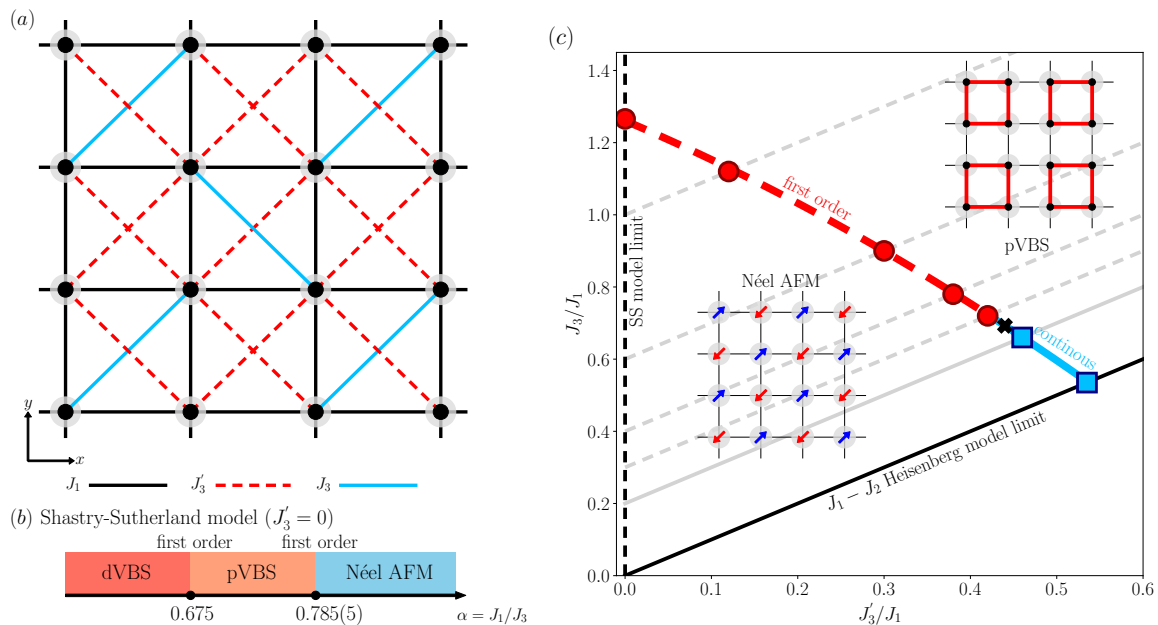 (a)
y
x
J₁
J₃′
J₃
(b) Shastry-Sutherland model (J₃′ = 0)
first order first order
dVBS pVBS Néel AFM
0.675 0.785(5) α = J₁/J₃
(c)
1.4
1.2
1.0
0.8
0.6
0.4
0.2
0.0
J₃/J₁
SS model limit
first order
pVBS
Néel AFM
continous
J₁ − J₂ Heisenberg model limit
0.0 0.1 0.2 0.3 0.4 0.5 0.6
J₃′/J₁